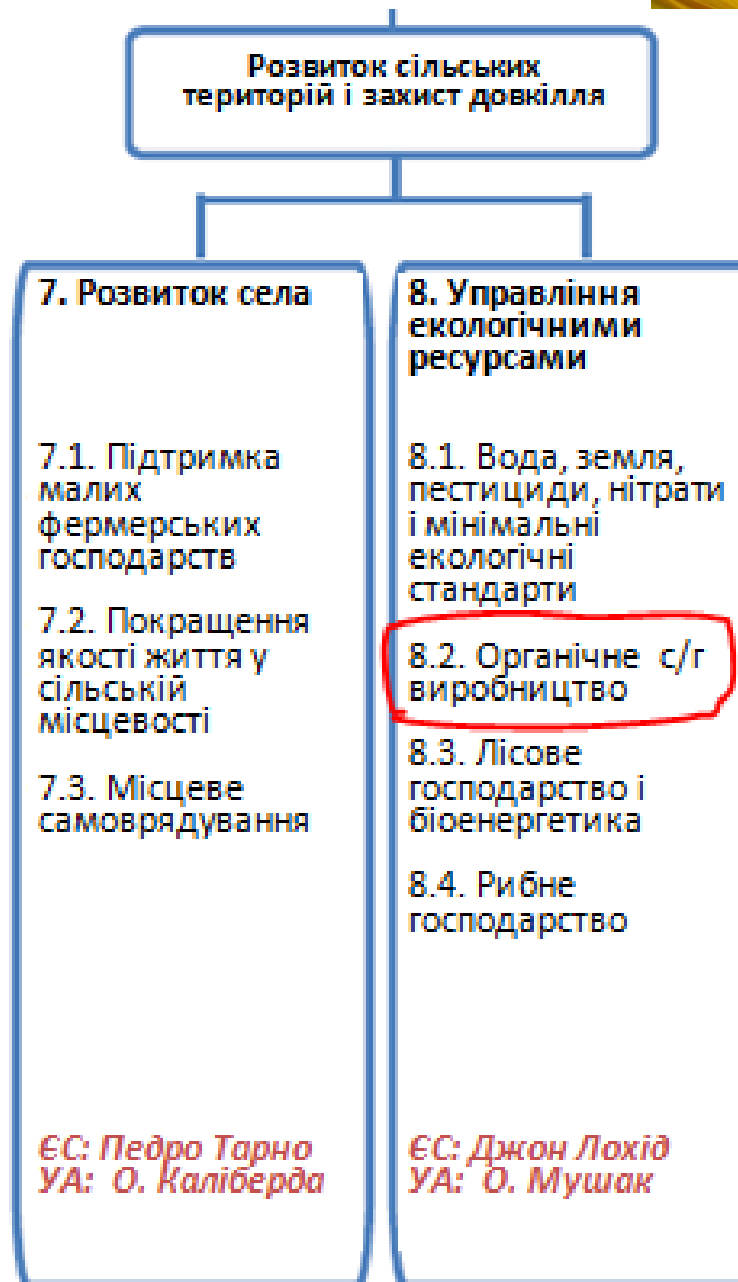 Розвиток сільських
територій і захист довкілля
7. Розвиток села
7.1. Підтримка
малих
фермерських
господарств
7.2. Покращення
якості життя у
сільській
місцевості
7.3. Місцеве
самоврядування
ЄС: Педро Тарно
УА: О. Каліберда
8. Управління
екологічними
ресурсами
8.1. Вода, земля,
пестициди, нітрати
і мінімальні
екологічні
стандарти
8.2. Органічне с/г
виробництво
8.3. Лісове
господарство і
біоенергетика
8.4. Рибне
господарство
ЄС: Джон Лохід
УА: О. Мушак